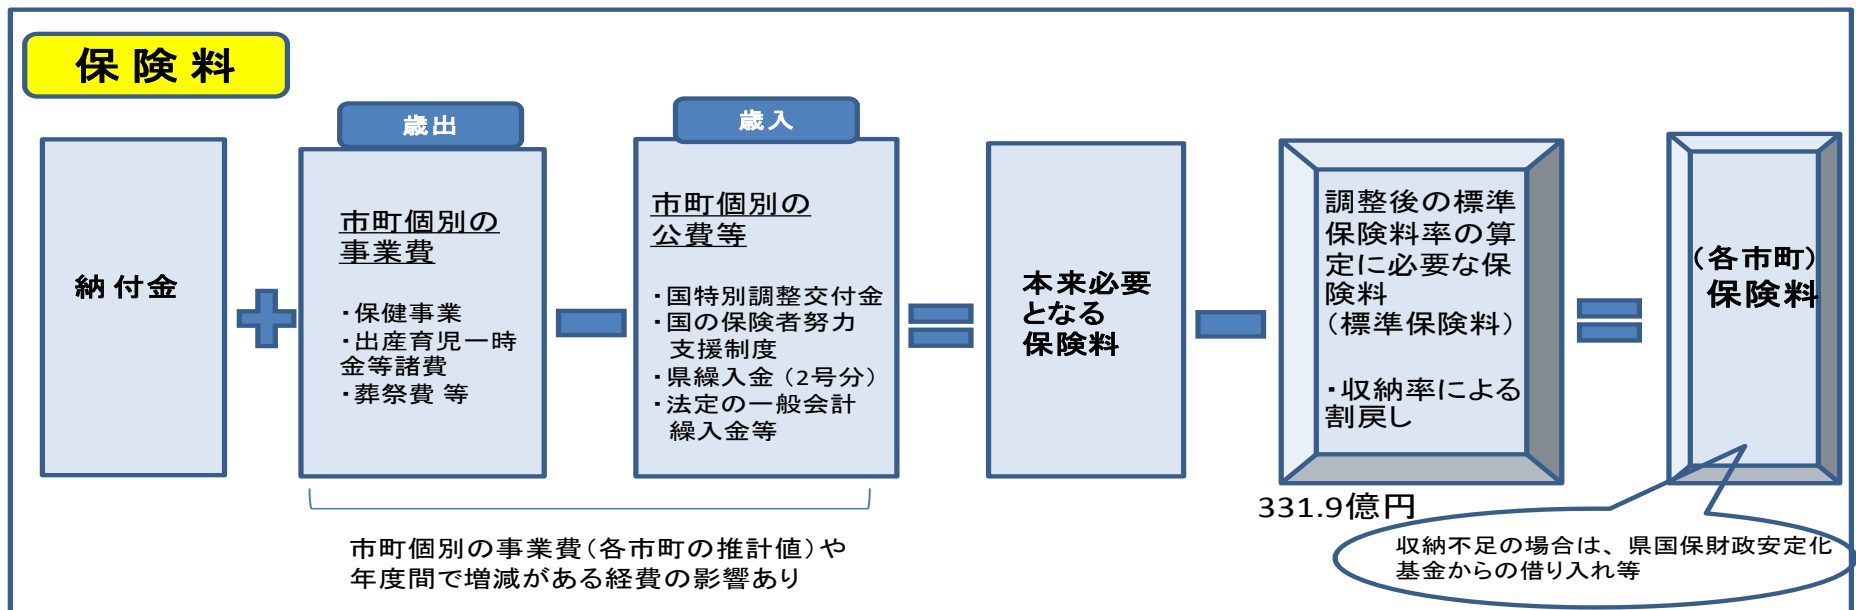 保険料
納付金
歳出
市町個別の
事業費
・保健事業
・出産育児一時
金等諸費
・葬祭費 等
歳入
市町個別の
公費等
・国特別調整交付金
・国の保険者努力
支援制度
・県繰入金（2号分）
・法定の一般会計
繰入金等
本来必要
となる
保険料
調整後の標準
保険料率の算
定に必要な保
険料
（標準保険料）
・収納率による
割戻し
（各市町）
保険料
331.9億円
市町個別の事業費（各市町の推計値）や
年度間で増減がある経費の影響あり
収納不足の場合は、県国保財政安定化
基金からの借り入れ等